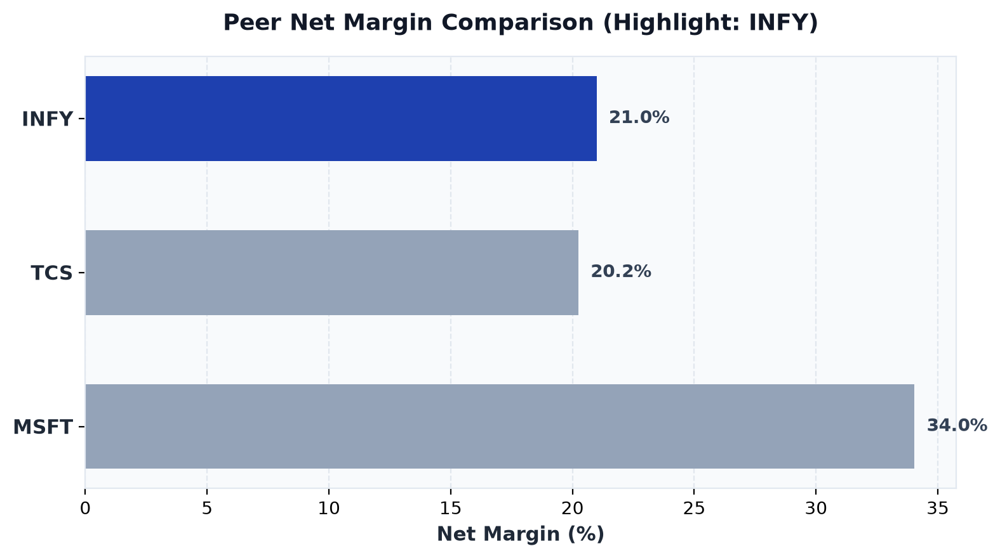 Peer Net Margin Comparison (Highlight: INFY)
INFY
21.0%
TCS
20.2%
MSFT
34.0%
0 5 10 15 20 25 30 35
Net Margin (%)